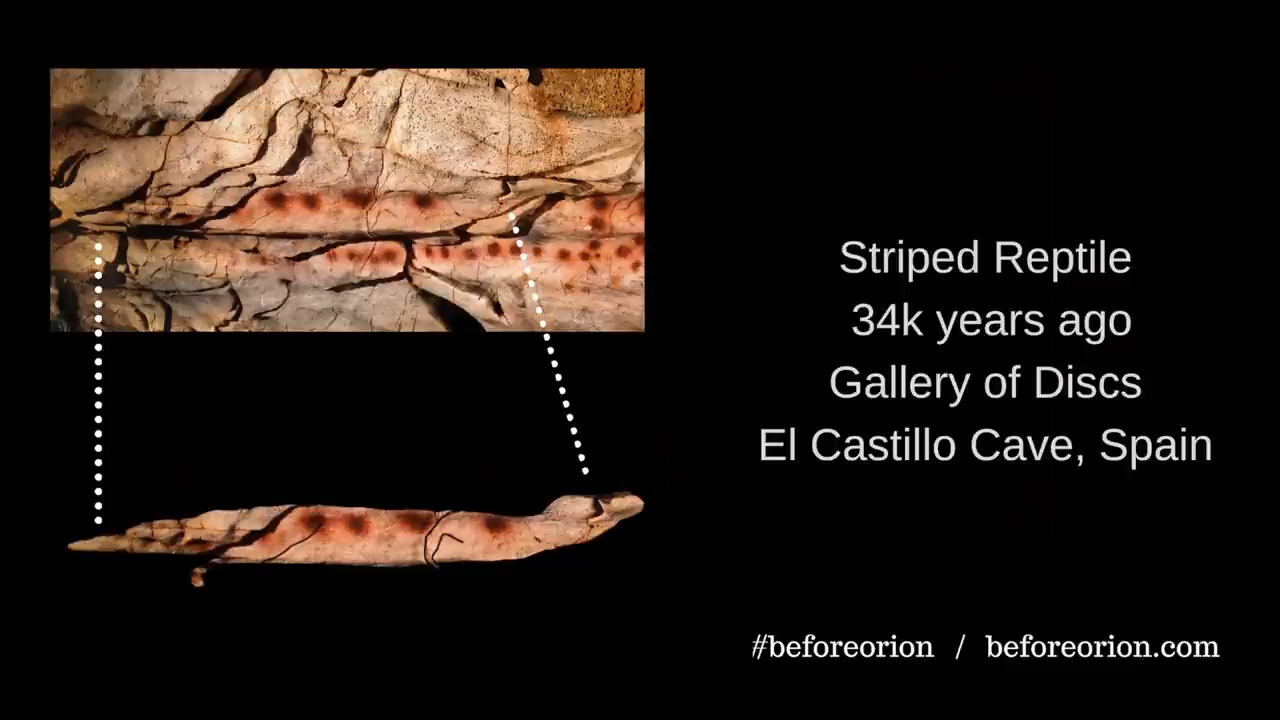 Striped Reptile
34k years ago
Gallery of Discs
El Castillo Cave, Spain
#beforeorion / beforeorion.com